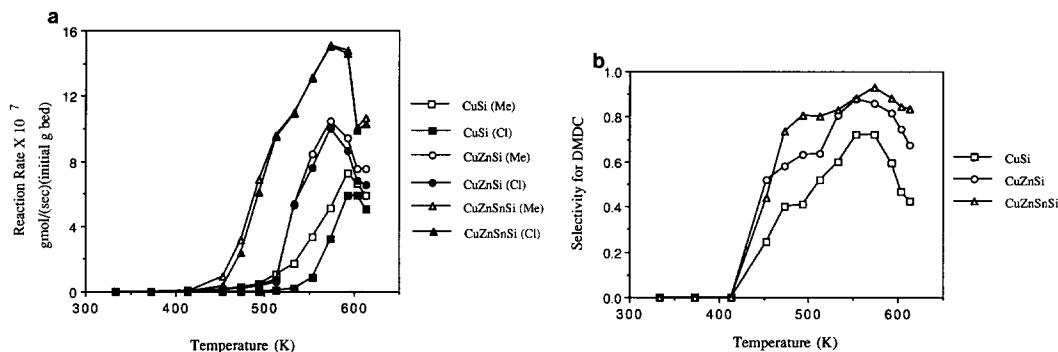 a
16
12
8
4
0
300
400
500
600
Reaction Rate X 10 7
gmol/(sec)(initial g bed)
Temperature (K)
CuSi (Me)
CuSi (Cl)
CuZnSi (Me)
CuZnSi (Cl)
CuZnSnSi (Me)
CuZnSnSi (Cl)
b
1.0
0.8
0.6
0.4
0.2
0.0
300
400
500
600
Selectivity for DMDC
Temperature (K)
CuSi
CuZnSi
CuZnSnSi